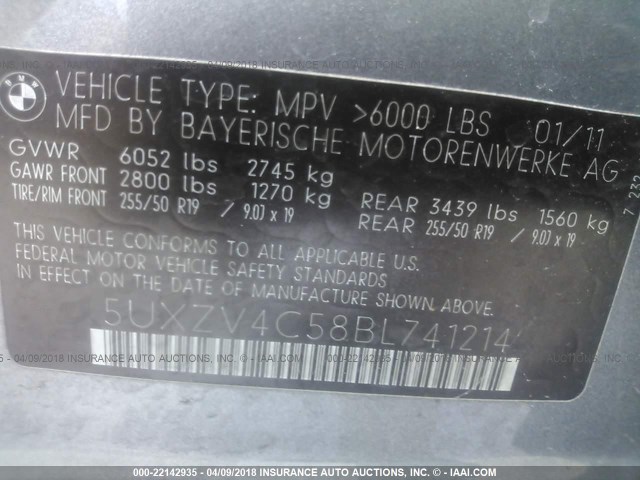 BMW
VEHICLE TYPE: MPV >6000 LBS 01/11
MFD BY BAYERISCHE MOTORENWERKE AG
GVWR 6052 lbs 2745 kg
GAWR FRONT 2800 lbs 1270 kg REAR 3439 lbs 1560 kg
TIRE/RIM FRONT 255/50 R19 / 9.0J x 19 REAR 255/50 R19 / 9.0J x 19
THIS VEHICLE CONFORMS TO ALL APPLICABLE U.S.
FEDERAL MOTOR VEHICLE SAFETY STANDARDS
IN EFFECT ON THE DATE OF MANUFACTURE SHOWN.
5UXZV4C58BL741214
000-22142935 - 04/09/2018 INSURANCE AUTO AUCTIONS, INC. - © - IAAI.COM